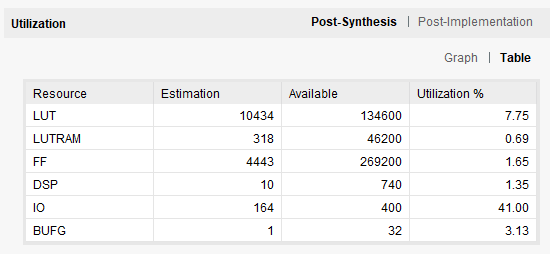 Utilization Post-Synthesis | Post-Implementation
Graph | Table
Resource Estimation Available Utilization %
LUT 10434 134600 7.75
LUTRAM 318 46200 0.69
FF 4443 269200 1.65
DSP 10 740 1.35
IO 164 400 41.00
BUFG 1 32 3.13